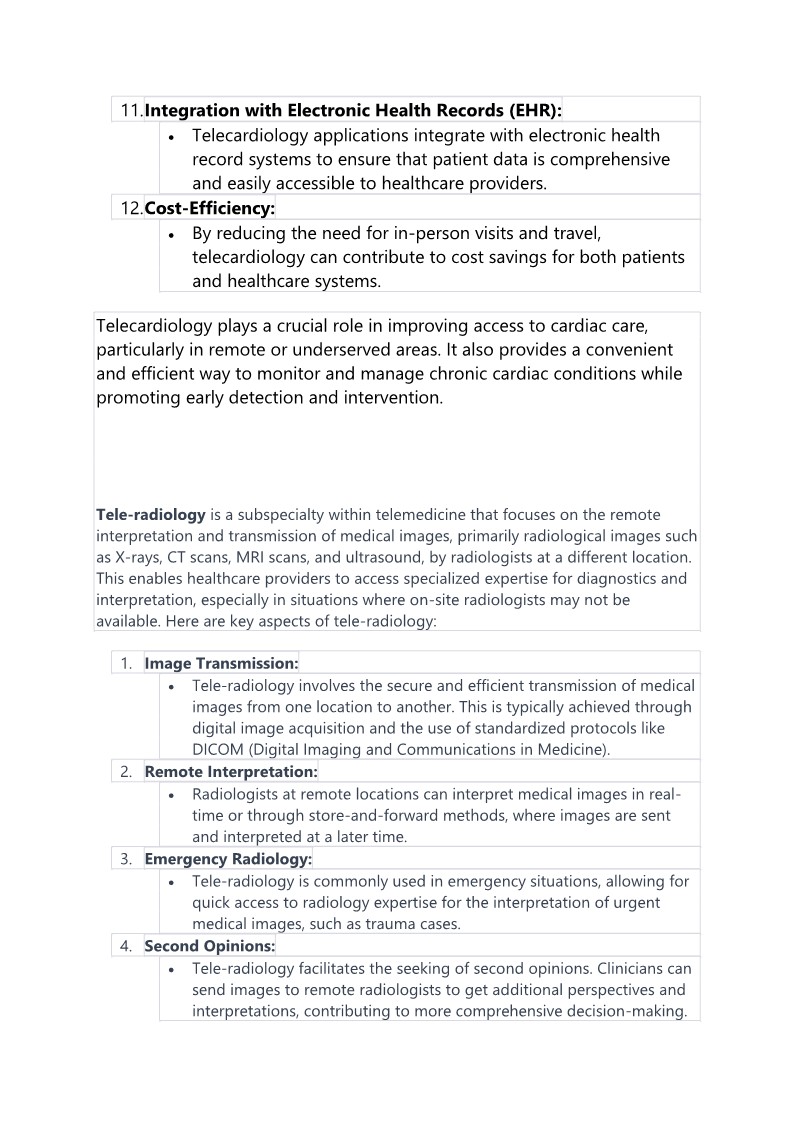 11.Integration with Electronic Health Records (EHR):
• Telecardiology applications integrate with electronic health
record systems to ensure that patient data is comprehensive
and easily accessible to healthcare providers.
12.Cost-Efficiency:
• By reducing the need for in-person visits and travel,
telecardiology can contribute to cost savings for both patients
and healthcare systems.
Telecardiology plays a crucial role in improving access to cardiac care,
particularly in remote or underserved areas. It also provides a convenient
and efficient way to monitor and manage chronic cardiac conditions while
promoting early detection and intervention.
Tele-radiology is a subspecialty within telemedicine that focuses on the remote
interpretation and transmission of medical images, primarily radiological images such
as X-rays, CT scans, MRI scans, and ultrasound, by radiologists at a different location.
This enables healthcare providers to access specialized expertise for diagnostics and
interpretation, especially in situations where on-site radiologists may not be
available. Here are key aspects of tele-radiology:
1. Image Transmission:
• Tele-radiology involves the secure and efficient transmission of medical
images from one location to another. This is typically achieved through
digital image acquisition and the use of standardized protocols like
DICOM (Digital Imaging and Communications in Medicine).
2. Remote Interpretation:
• Radiologists at remote locations can interpret medical images in real-
time or through store-and-forward methods, where images are sent
and interpreted at a later time.
3. Emergency Radiology:
• Tele-radiology is commonly used in emergency situations, allowing for
quick access to radiology expertise for the interpretation of urgent
medical images, such as trauma cases.
4. Second Opinions:
• Tele-radiology facilitates the seeking of second opinions. Clinicians can
send images to remote radiologists to get additional perspectives and
interpretations, contributing to more comprehensive decision-making.